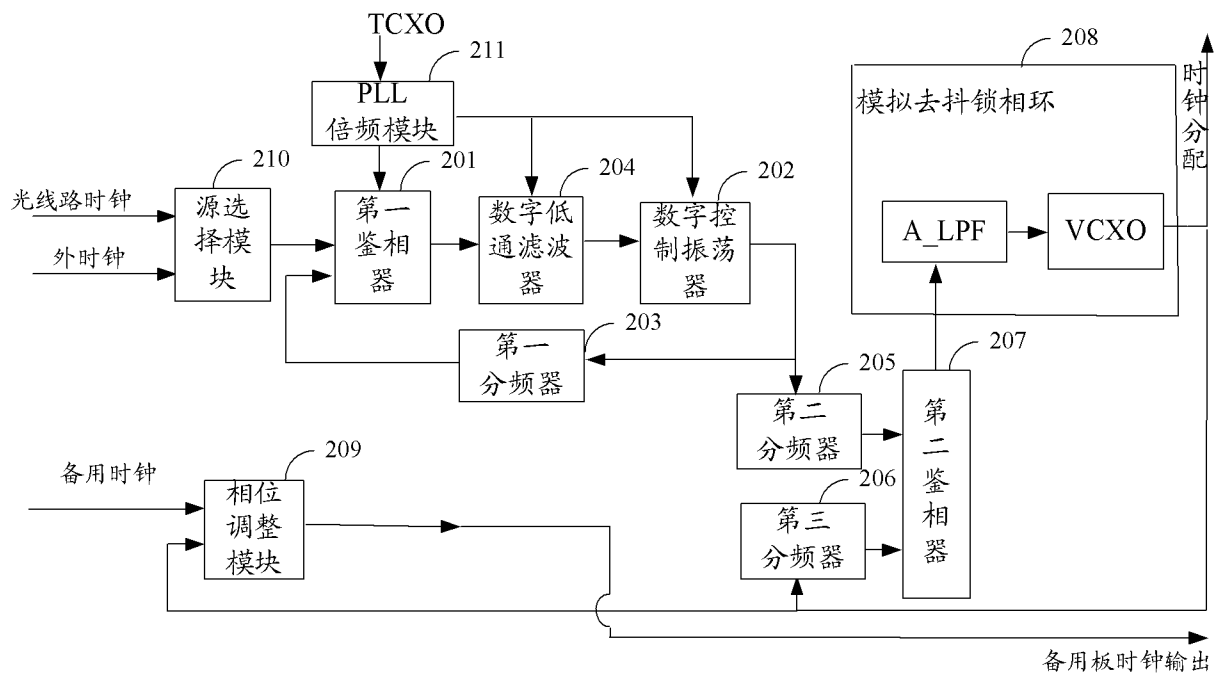 TCXO
211
PLL
倍频模块
208
模拟去抖锁相环
时钟分配
210
源选
择模
块
光线路时钟
外时钟
201
第一
鉴相
器
204
数字低
通滤波
器
202
数字控
制振荡
器
A_LPF
VCXO
203
第一
分频器
205
第二
分频器
207
第二鉴相器
206
第三
分频器
209
备用时钟
相位
调整
模块
备用板时钟输出